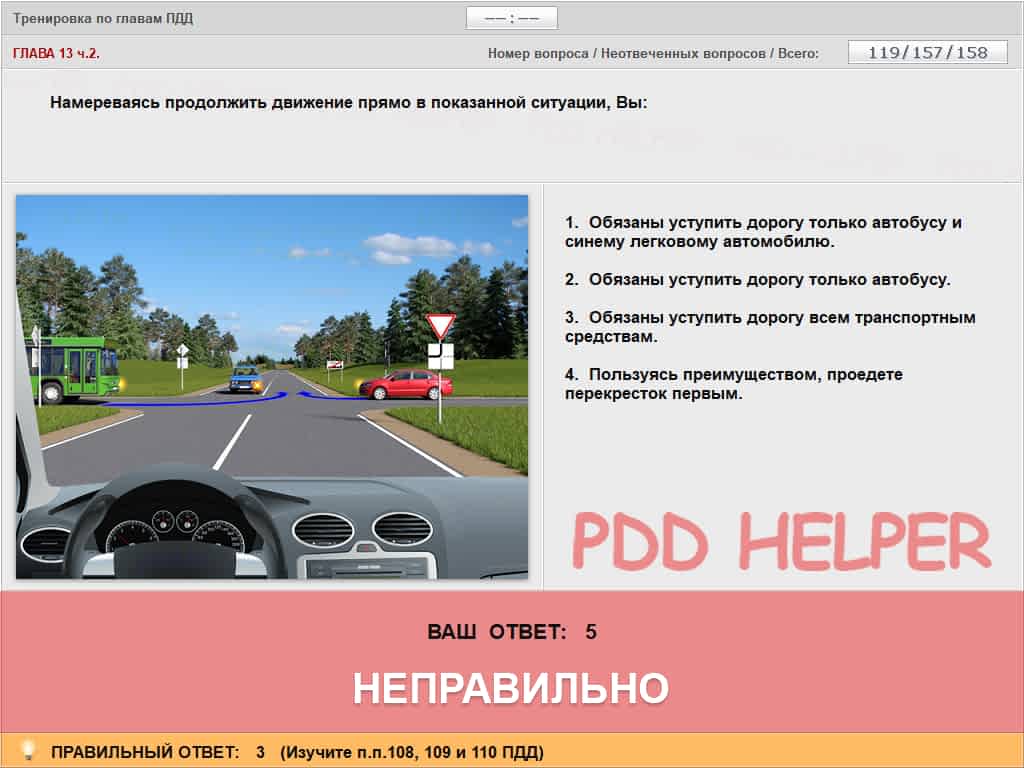 Тренировка по главам ПДД
—— : ——
ГЛАВА 13 ч.2.
Номер вопроса / Неотвеченных вопросов / Всего:
119/157/158
Намереваясь продолжить движение прямо в показанной ситуации, Вы:
1. Обязаны уступить дорогу только автобусу и
синему легковому автомобилю.
2. Обязаны уступить дорогу только автобусу.
3. Обязаны уступить дорогу всем транспортным
средствам.
4. Пользуясь преимуществом, проедете
перекресток первым.
PDD HELPER
ВАШ ОТВЕТ: 5
НЕПРАВИЛЬНО
ПРАВИЛЬНЫЙ ОТВЕТ: 3 (Изучите п.п.108, 109 и 110 ПДД)